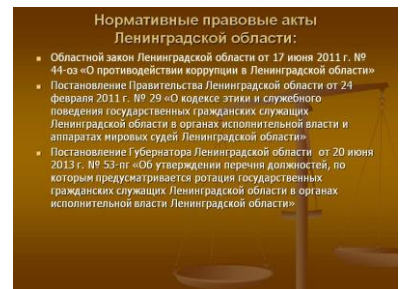 Нормативные правовые акты
Ленинградской области:
Областной закон Ленинградской области от 17 июня 2011 г. №
44-оз «О противодействии коррупции в Ленинградской области»
Постановление Правительства Ленинградской области от 24
февраля 2011 г. № 29 «О кодексе этики и служебного
поведения государственных гражданских служащих
Ленинградской области в органах исполнительной власти и
аппаратах мировых судей Ленинградской области»
Постановление Губернатора Ленинградской области от 20 июня
2013 г. № 53-пг «Об утверждении перечня должностей, по
которым предусматривается ротация государственных
гражданских служащих Ленинградской области в органах
исполнительной власти Ленинградской области»